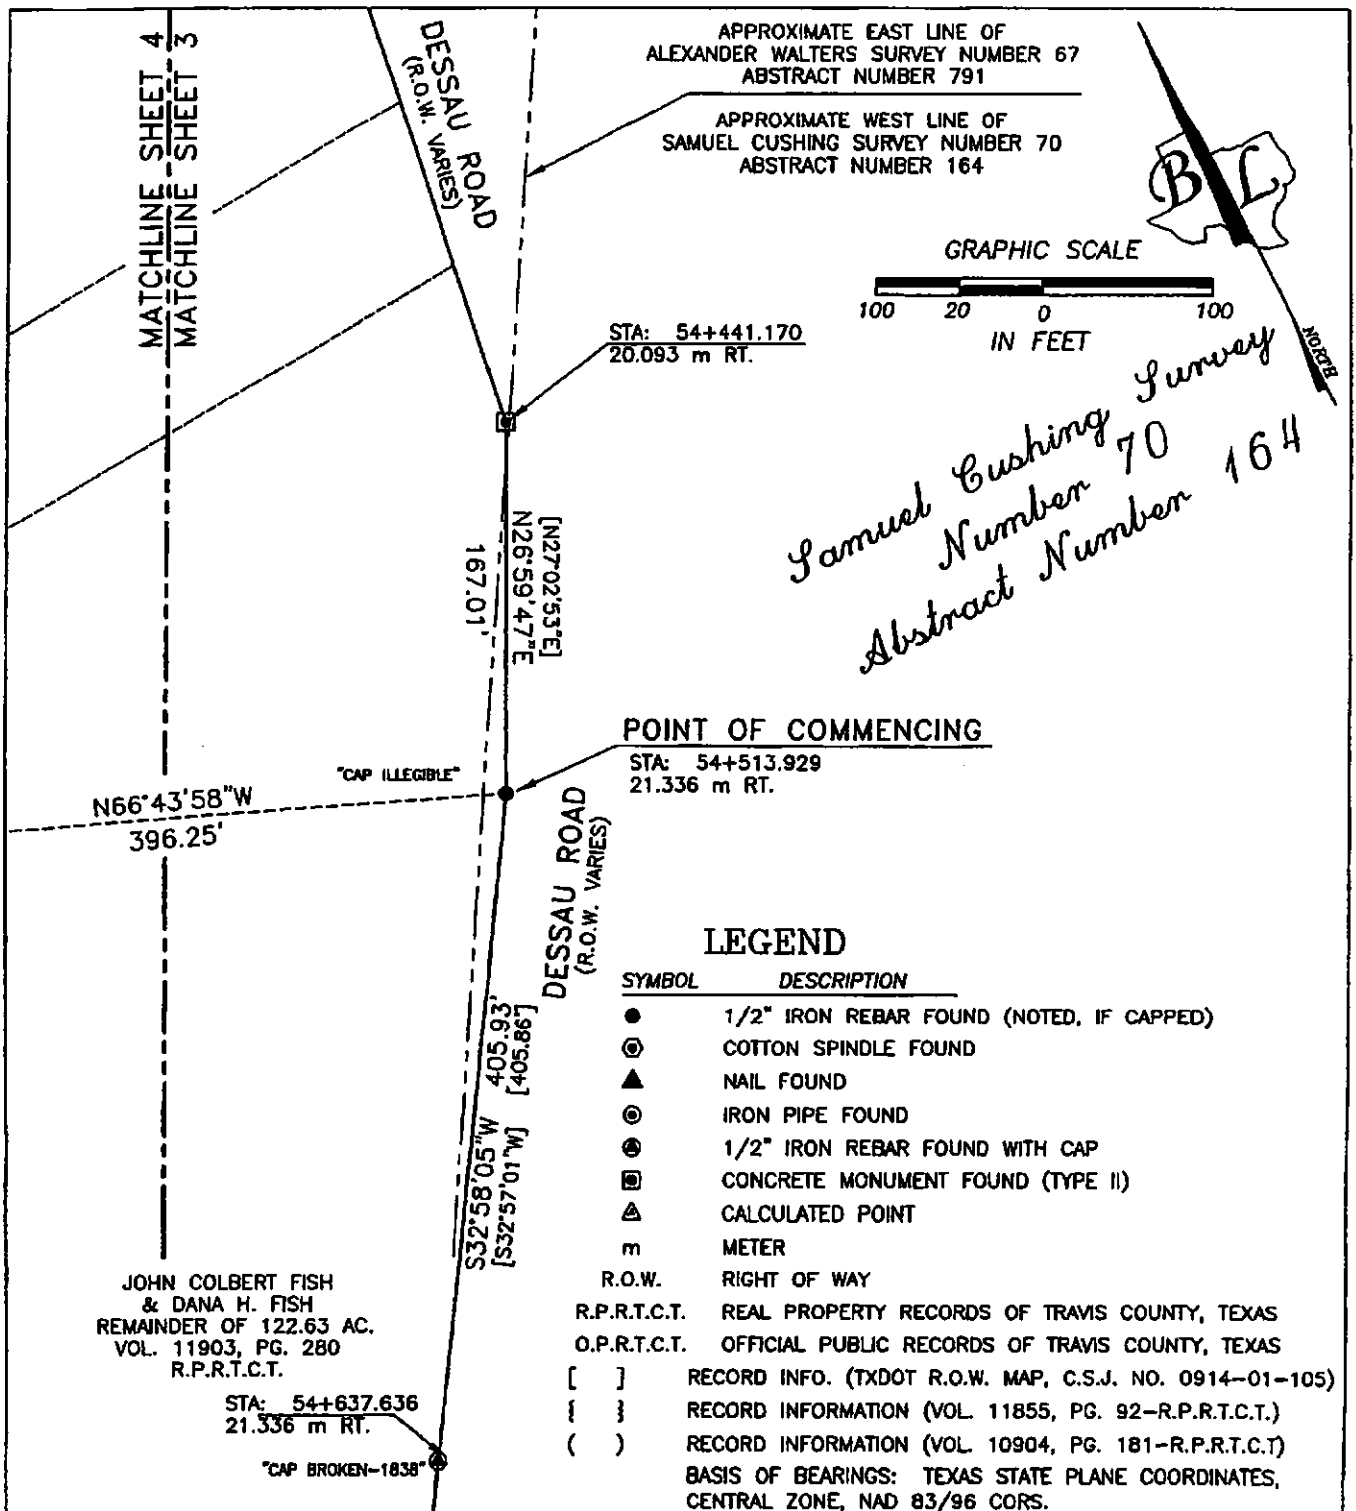 MATCHLINE SHEET 4
MATCHLINE SHEET 3
DESSAU ROAD
(R.O.W. VARIES)
APPROXIMATE EAST LINE OF
ALEXANDER WALTERS SURVEY NUMBER 67
ABSTRACT NUMBER 791
APPROXIMATE WEST LINE OF
SAMUEL CUSHING SURVEY NUMBER 70
ABSTRACT NUMBER 164
B L
NORTH
GRAPHIC SCALE
100 20 0 100
IN FEET
STA: 54+441.170
20.093 m RT.
Samuel Cushing Survey
Number 70
Abstract Number 164
[N27°02'53"E]
N26°59'47"E
167.01'
POINT OF COMMENCING
STA: 54+513.929
21.336 m RT.
"CAP ILLEGIBLE"
N66°43'58"W
396.25'
DESSAU ROAD
(R.O.W. VARIES)
S32°58'05"W 405.93'
[S32°57'01"W] [405.86']
LEGEND
SYMBOL DESCRIPTION
1/2" IRON REBAR FOUND (NOTED, IF CAPPED)
COTTON SPINDLE FOUND
NAIL FOUND
IRON PIPE FOUND
1/2" IRON REBAR FOUND WITH CAP
CONCRETE MONUMENT FOUND (TYPE II)
CALCULATED POINT
m METER
R.O.W. RIGHT OF WAY
R.P.R.T.C.T. REAL PROPERTY RECORDS OF TRAVIS COUNTY, TEXAS
O.P.R.T.C.T. OFFICIAL PUBLIC RECORDS OF TRAVIS COUNTY, TEXAS
[ ] RECORD INFO. (TXDOT R.O.W. MAP, C.S.J. NO. 0914-01-105)
{ } RECORD INFORMATION (VOL. 11855, PG. 92-R.P.R.T.C.T.)
( ) RECORD INFORMATION (VOL. 10904, PG. 181-R.P.R.T.C.T)
BASIS OF BEARINGS: TEXAS STATE PLANE COORDINATES,
CENTRAL ZONE, NAD 83/96 CORS.
JOHN COLBERT FISH
& DANA H. FISH
REMAINDER OF 122.63 AC.
VOL. 11903, PG. 280
R.P.R.T.C.T.
STA: 54+637.636
21.336 m RT.
"CAP BROKEN-1838"